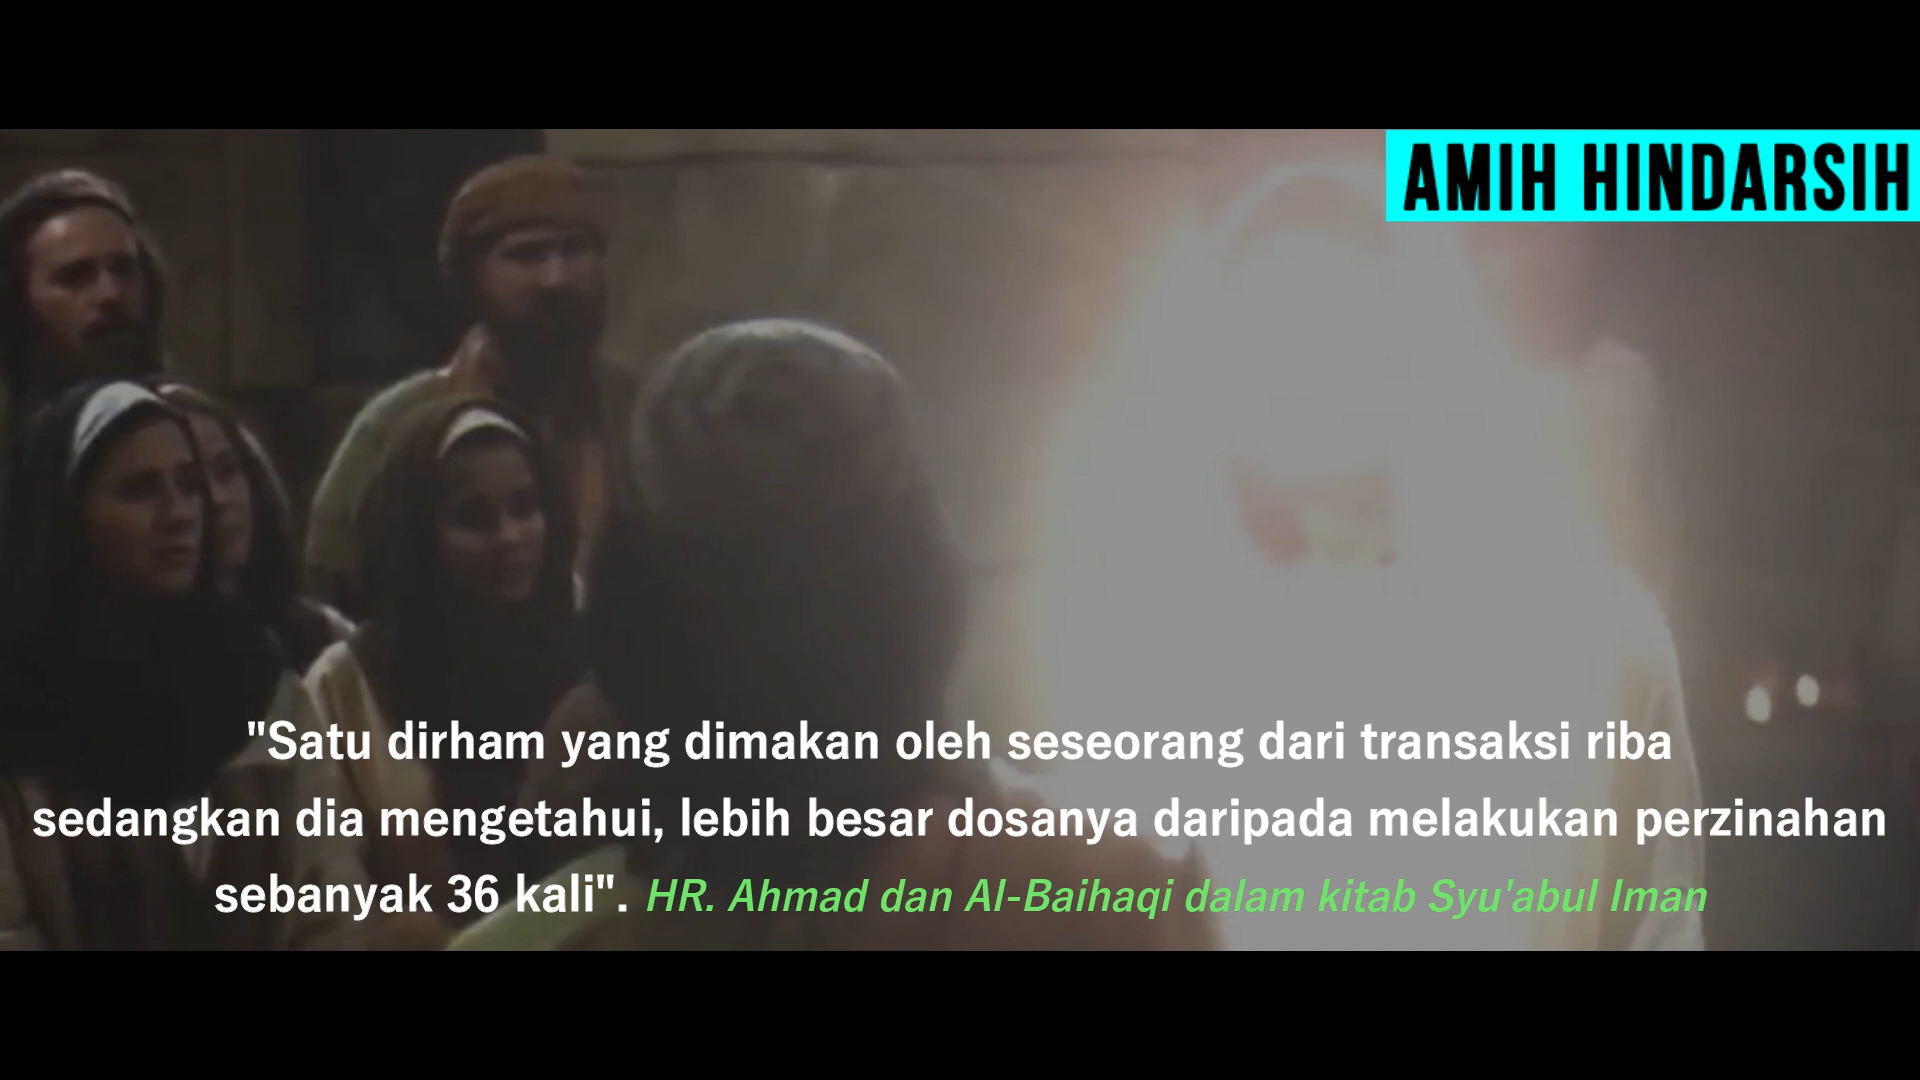 AMIH HINDARSIH
"Satu dirham yang dimakan oleh seseorang dari transaksi riba
sedangkan dia mengetahui, lebih besar dosanya daripada melakukan perzinahan
sebanyak 36 kali". HR. Ahmad dan Al-Baihaqi dalam kitab Syu'abul Iman